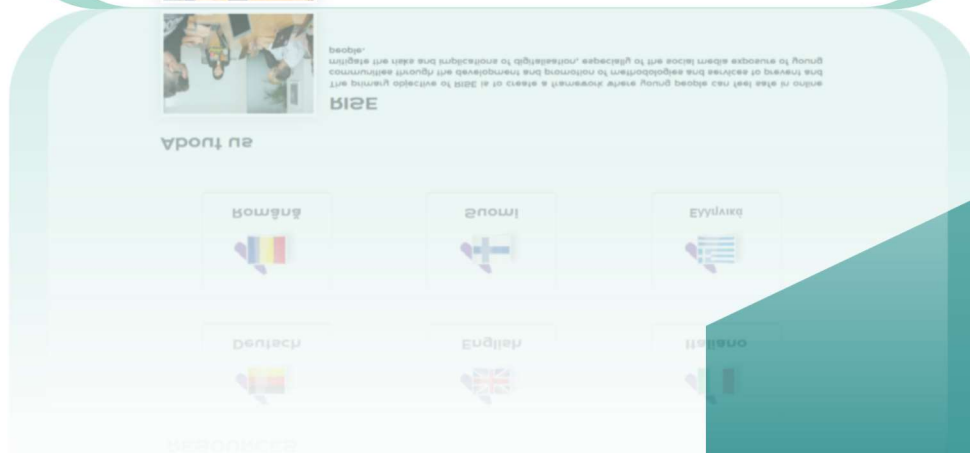 RESOURCES
Deutsch English Italiano
Română Suomi Ελληνικά
About us
RISE
The primary objective of RISE is to create a framework where young people can feel safe in online
communities through the development and promotion of methodologies and services to prevent and
mitigate the risks and implications of digitalisation, especially of the social media exposure of young
people.